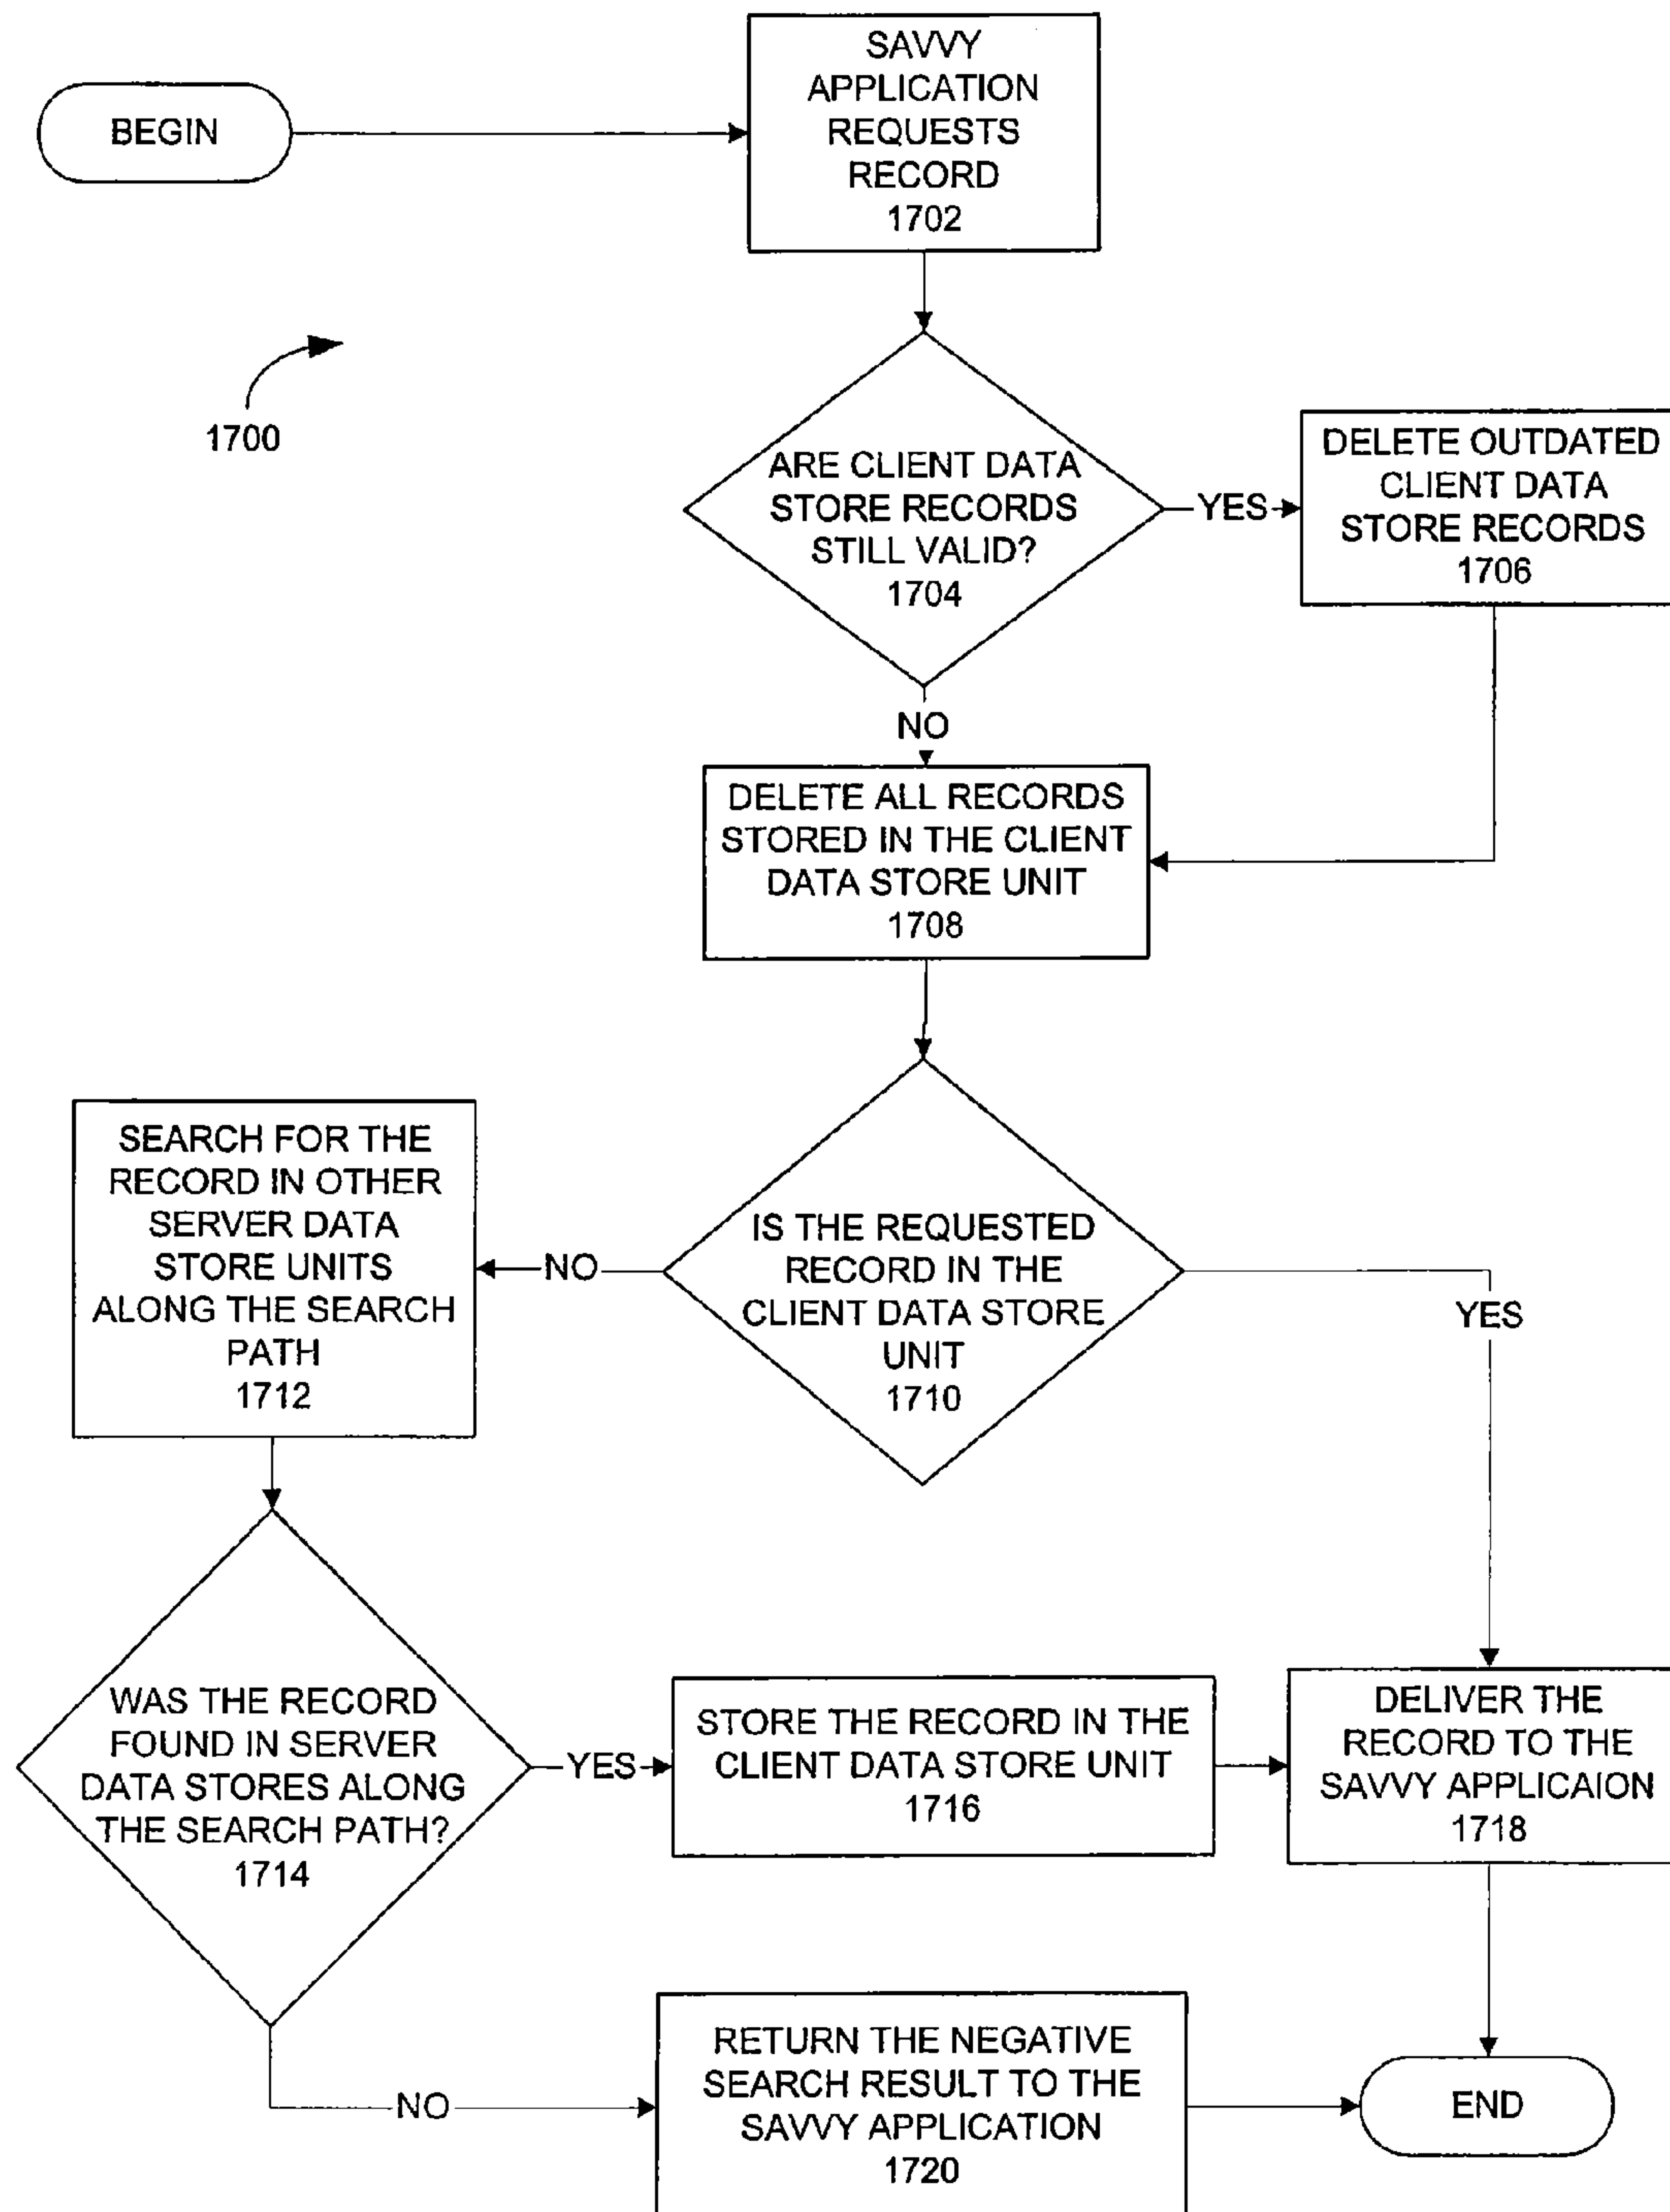 BEGIN
SAVVY
APPLICATION
REQUESTS
RECORD
1702
1700
ARE CLIENT DATA
STORE RECORDS
STILL VALID?
1704
YES
DELETE OUTDATED
CLIENT DATA
STORE RECORDS
1706
NO
DELETE ALL RECORDS
STORED IN THE CLIENT
DATA STORE UNIT
1708
SEARCH FOR THE
RECORD IN OTHER
SERVER DATA
STORE UNITS
ALONG THE SEARCH
PATH
1712
NO
IS THE REQUESTED
RECORD IN THE
CLIENT DATA STORE
UNIT
1710
YES
WAS THE RECORD
FOUND IN SERVER
DATA STORES ALONG
THE SEARCH PATH?
1714
YES
STORE THE RECORD IN THE
CLIENT DATA STORE UNIT
1716
DELIVER THE
RECORD TO THE
SAVVY APPLICAION
1718
NO
RETURN THE NEGATIVE
SEARCH RESULT TO THE
SAVVY APPLICATION
1720
END